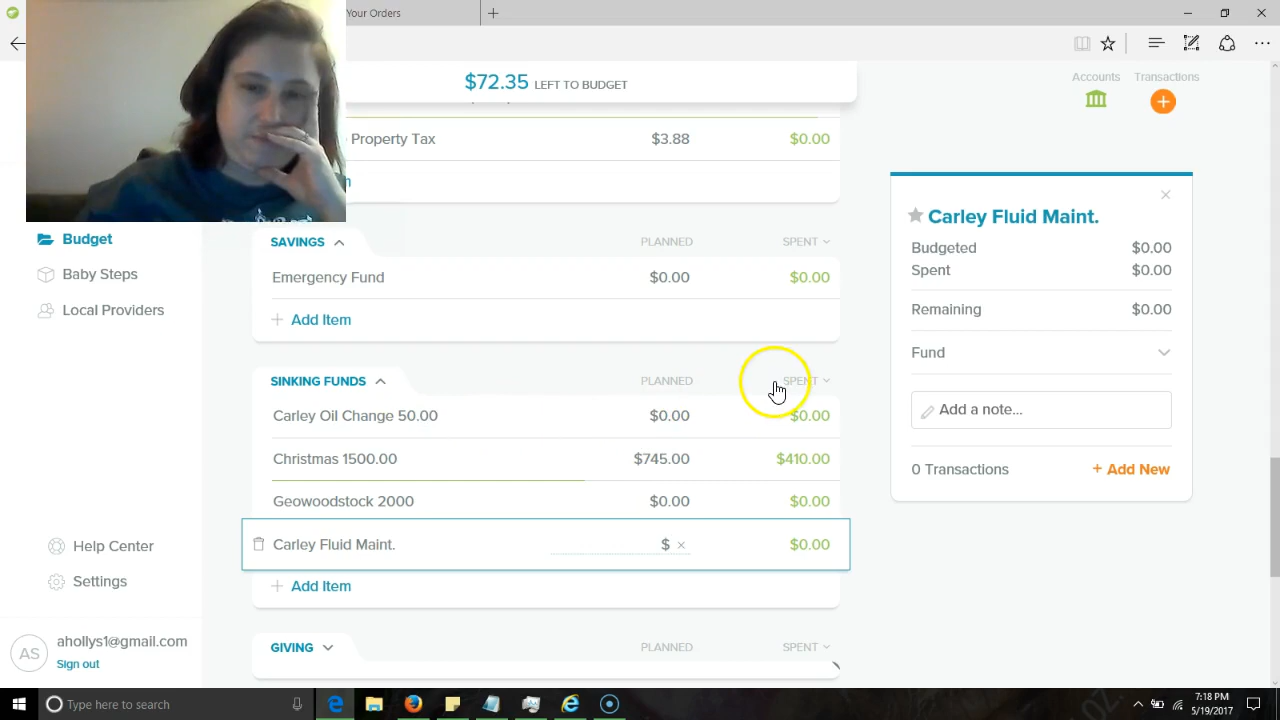 Your Orders
$72.35 LEFT TO BUDGET
Accounts
Transactions
Property Tax $3.88 $0.00
Budget
Baby Steps
Local Providers
SAVINGS PLANNED SPENT
Emergency Fund $0.00 $0.00
+ Add Item
SINKING FUNDS PLANNED SPENT
Carley Oil Change 50.00 $0.00 $0.00
Christmas 1500.00 $745.00 $410.00
Geowoodstock 2000 $0.00 $0.00
Carley Fluid Maint. $ × $0.00
+ Add Item
GIVING PLANNED SPENT
Carley Fluid Maint.
Budgeted $0.00
Spent $0.00
Remaining $0.00
Fund
Add a note...
0 Transactions + Add New
Help Center
Settings
AS
ahollys1@gmail.com
Sign out
Type here to search
7:18 PM
5/19/2017